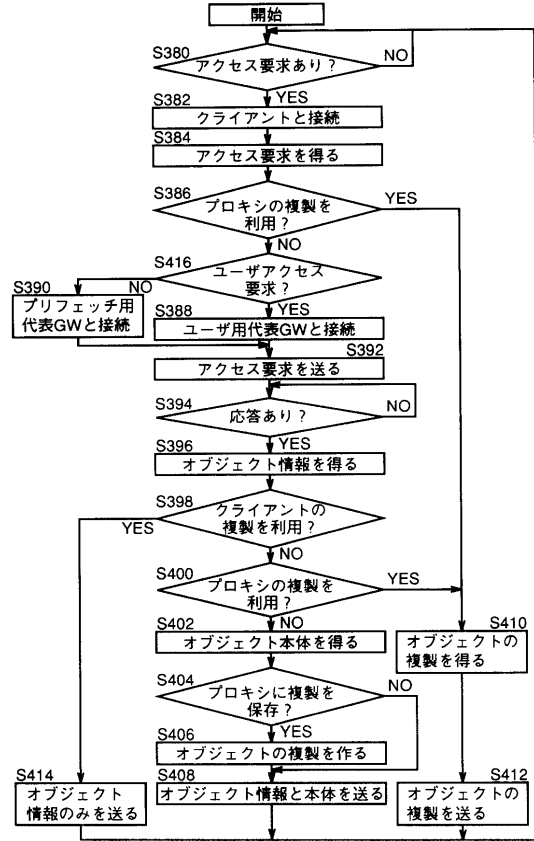 開始
S380
アクセス要求あり?
NO
YES
S382
クライアントと接続
S384
アクセス要求を得る
S386
プロキシの複製を
利用?
YES
NO
S416
ユーザアクセス
要求?
NO
YES
S390
プリフェッチ用
代表GWと接続
S388
ユーザ用代表GWと接続
S392
アクセス要求を送る
S394
応答あり?
NO
YES
S396
オブジェクト情報を得る
S398
クライアントの
複製を利用?
YES
NO
S400
プロキシの複製を
利用?
YES
NO
S402
オブジェクト本体を得る
S410
オブジェクトの
複製を得る
S404
プロキシに複製を
保存?
NO
YES
S406
オブジェクトの複製を作る
S414
オブジェクト
情報のみを送る
S408
オブジェクト情報と本体を送る
S412
オブジェクトの
複製を送る